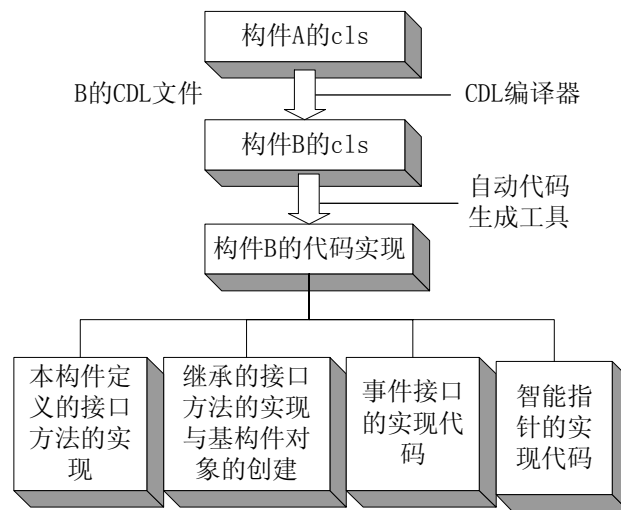 构件A的cls
B的CDL文件
CDL编译器
构件B的cls
自动代码
生成工具
构件B的代码实现
本构件定
义的接口
方法的实
现
继承的接口
方法的实现
与基构件对
象的创建
事件接口
的实现代
码
智能指
针的实
现代码